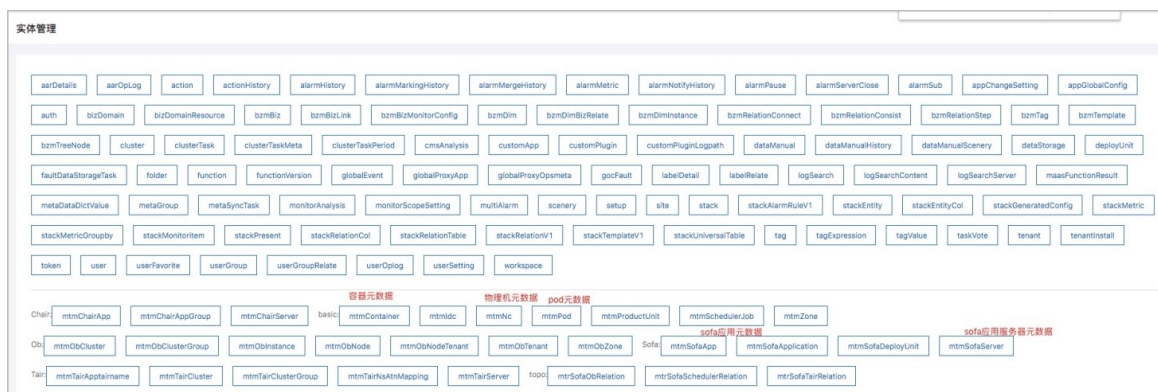 实体管理
aarDetails aarOpLog action actionHistory alarmHistory alarmMarkingHistory alarmMergeHistory alarmMetric alarmNotifyHistory alarmPause alarmServerClose alarmSub appChangeSetting appGlobalConfig
auth bizDomain bizDomainResource bzmBiz bzmBizLink bzmBizMonitorConfig bzmDim bzmDimBizRelate bzmDimInstance bzmRelationConnect bzmRelationConsist bzmRelationStep bzmTag bzmTemplate
bzmTreeNode cluster clusterTask clusterTaskMeta clusterTaskPeriod cmsAnalysis customApp customPlugin customPluginLogpath dataManual dataManualHistory dataManualScenery dataStorage deployUnit
faultDataStorageTask folder function functionVersion globalEvent globalProxyApp globalProxyOpsmeta gocFault labelDetail labelRelate logSearch logSearchContent logSearchServer maasFunctionResult
metaDataDictValue metaGroup metaSyncTask monitorAnalysis monitorScopeSetting multiAlarm scenery setup site stack stackAlarmRuleV1 stackEntity stackEntityCol stackGeneratedConfig stackMetric
stackMetricGroupby stackMonitoritem stackPresent stackRelationCol stackRelationTable stackRelationV1 stackTemplateV1 stackUniversalTable tag tagExpression tagValue taskVote tenant tenantInstall
token user userFavorite userGroup userGroupRelate userOplog userSetting workspace
容器元数据 物理机元数据 pod元数据
Chair: mtmChairApp mtmChairAppGroup mtmChairServer basic: mtmContainer mtmIdc mtmNc mtmPod mtmProductUnit mtmSchedulerJob mtmZone
sofa应用元数据 sofa应用服务器元数据
Ob: mtmObCluster mtmObClusterGroup mtmObInstance mtmObNode mtmObNodeTenant mtmObTenant mtmObZone Sofa: mtmSofaApp mtmSofaApplication mtmSofaDeployUnit mtmSofaServer
Tair: mtmTairApptairname mtmTairCluster mtmTairClusterGroup mtmTairNsAtnMapping mtmTairServer topo: mtrSofaObRelation mtrSofaSchedulerRelation mtrSofaTairRelation